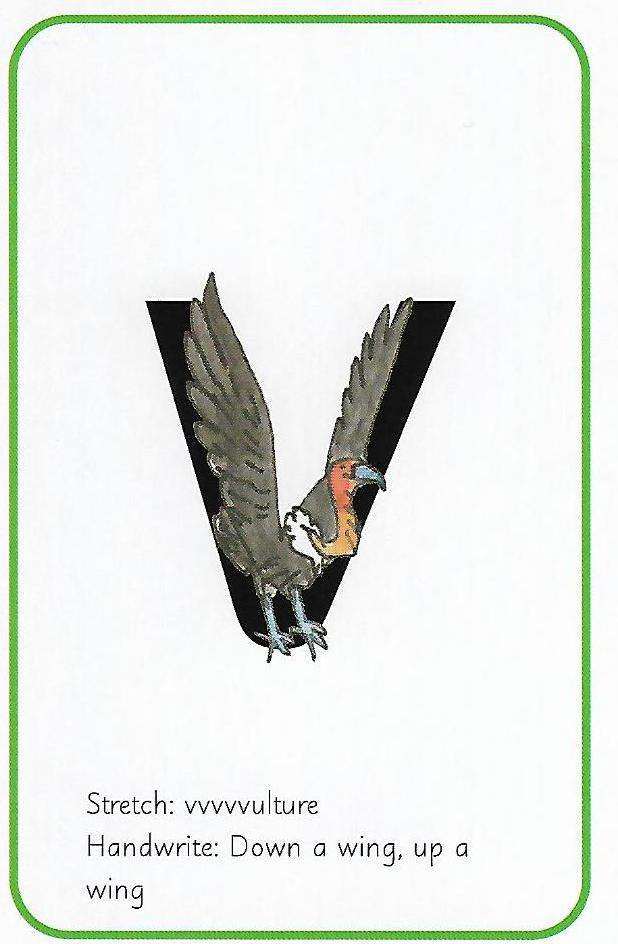 V
Stretch: vvvvvulture
Handwrite: Down a wing, up a
wing